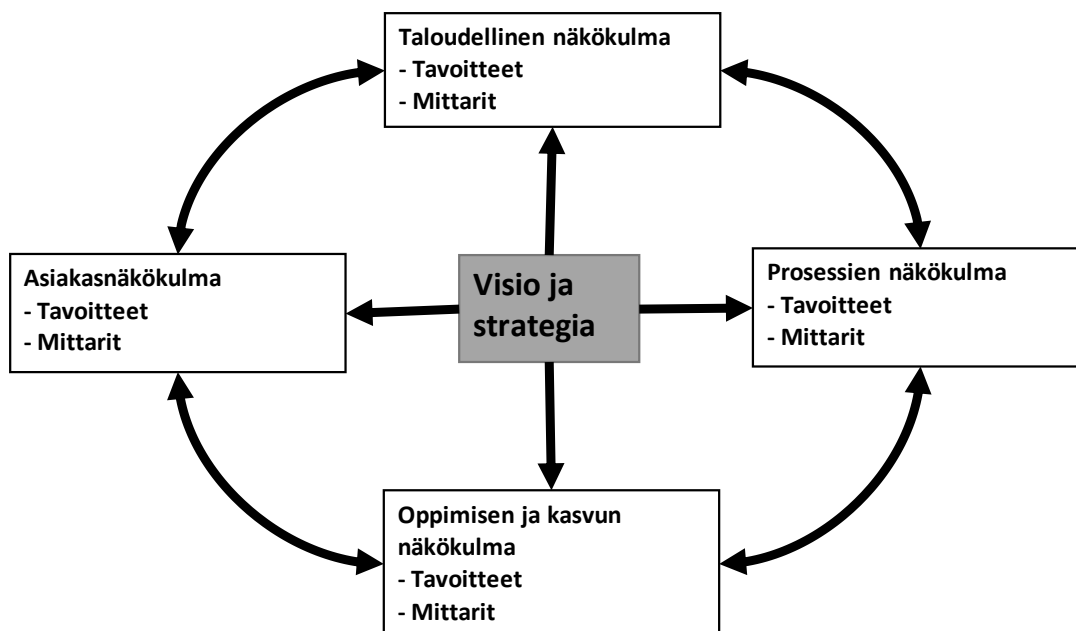 Taloudellinen näkökulma
- Tavoitteet
- Mittarit
Asiakasnäkökulma
- Tavoitteet
- Mittarit
Visio ja
strategia
Prosessien näkökulma
- Tavoitteet
- Mittarit
Oppimisen ja kasvun
näkökulma
- Tavoitteet
- Mittarit